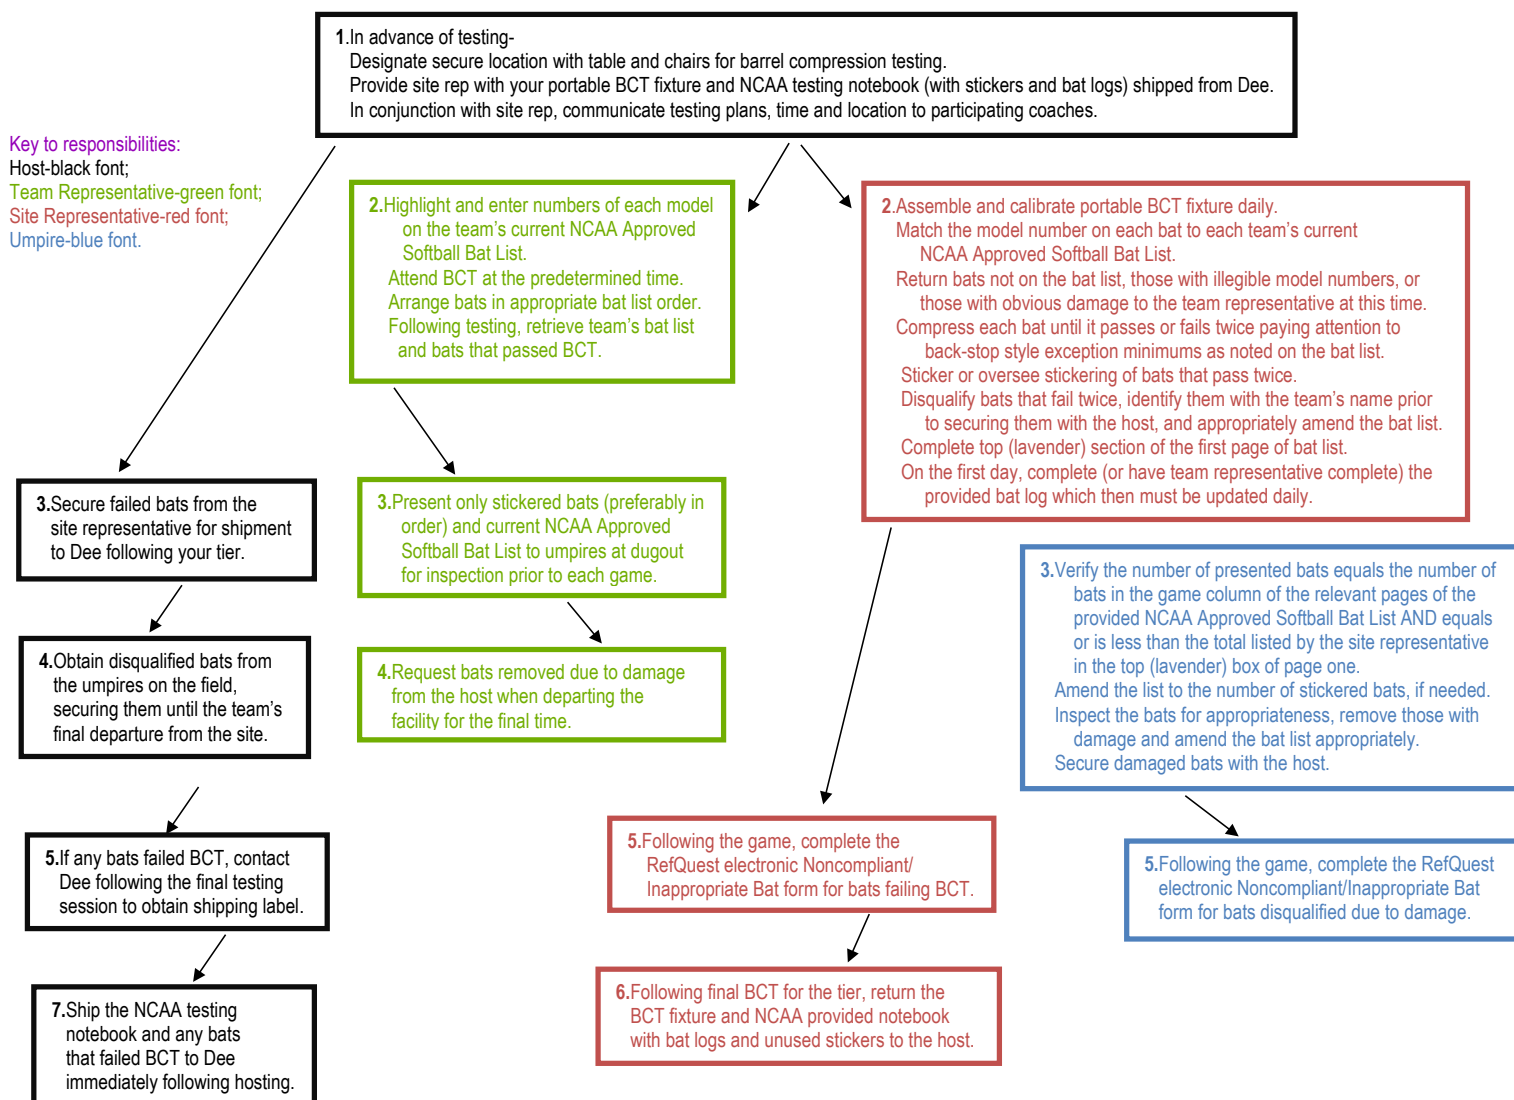 1.In advance of testing-
Designate secure location with table and chairs for barrel compression testing.
Provide site rep with your portable BCT fixture and NCAA testing notebook (with stickers and bat logs) shipped from Dee.
In conjunction with site rep, communicate testing plans, time and location to participating coaches.
Key to responsibilities:
Host-black font;
Team Representative-green font;
Site Representative-red font;
Umpire-blue font.
2.Highlight and enter numbers of each model
on the team's current NCAA Approved
Softball Bat List.
Attend BCT at the predetermined time.
Arrange bats in appropriate bat list order.
Following testing, retrieve team's bat list
and bats that passed BCT.
2.Assemble and calibrate portable BCT fixture daily.
Match the model number on each bat to each team's current
NCAA Approved Softball Bat List.
Return bats not on the bat list, those with illegible model numbers, or
those with obvious damage to the team representative at this time.
Compress each bat until it passes or fails twice paying attention to
back-stop style exception minimums as noted on the bat list.
Sticker or oversee stickering of bats that pass twice.
Disqualify bats that fail twice, identify them with the team's name prior
to securing them with the host, and appropriately amend the bat list.
Complete top (lavender) section of the first page of bat list.
On the first day, complete (or have team representative complete) the
provided bat log which then must be updated daily.
3.Secure failed bats from the
site representative for shipment
to Dee following your tier.
3.Present only stickered bats (preferably in
order) and current NCAA Approved
Softball Bat List to umpires at dugout
for inspection prior to each game.
3.Verify the number of presented bats equals the number of
bats in the game column of the relevant pages of the
provided NCAA Approved Softball Bat List AND equals
or is less than the total listed by the site representative
in the top (lavender) box of page one.
Amend the list to the number of stickered bats, if needed.
Inspect the bats for appropriateness, remove those with
damage and amend the bat list appropriately.
Secure damaged bats with the host.
4.Obtain disqualified bats from
the umpires on the field,
securing them until the team's
final departure from the site.
4.Request bats removed due to damage
from the host when departing the
facility for the final time.
5.If any bats failed BCT, contact
Dee following the final testing
session to obtain shipping label.
5.Following the game, complete the
RefQuest electronic Noncompliant/
Inappropriate Bat form for bats failing BCT.
5.Following the game, complete the RefQuest
electronic Noncompliant/Inappropriate Bat
form for bats disqualified due to damage.
6.Following final BCT for the tier, return the
BCT fixture and NCAA provided notebook
with bat logs and unused stickers to the host.
7.Ship the NCAA testing
notebook and any bats
that failed BCT to Dee
immediately following hosting.